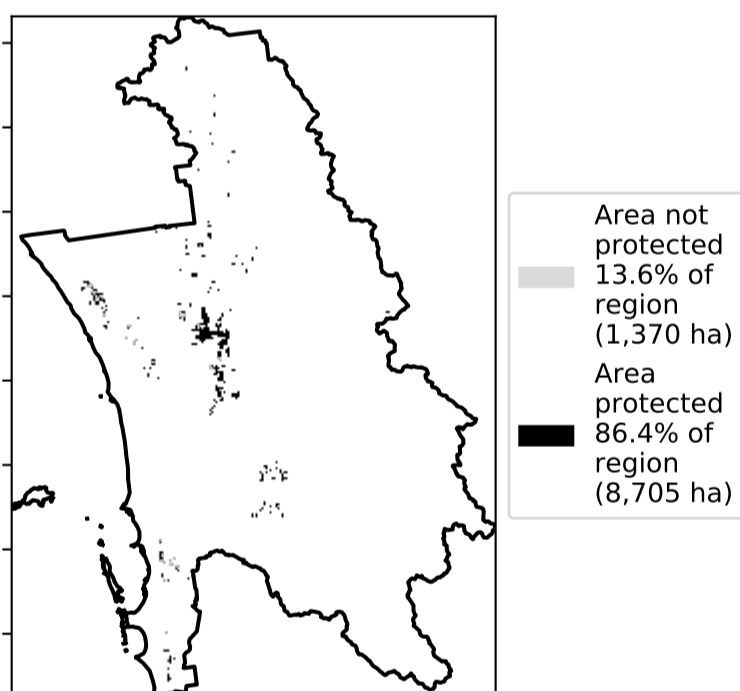 Area not
protected
13.6% of
region
(1,370 ha)
Area
protected
86.4% of
region
(8,705 ha)